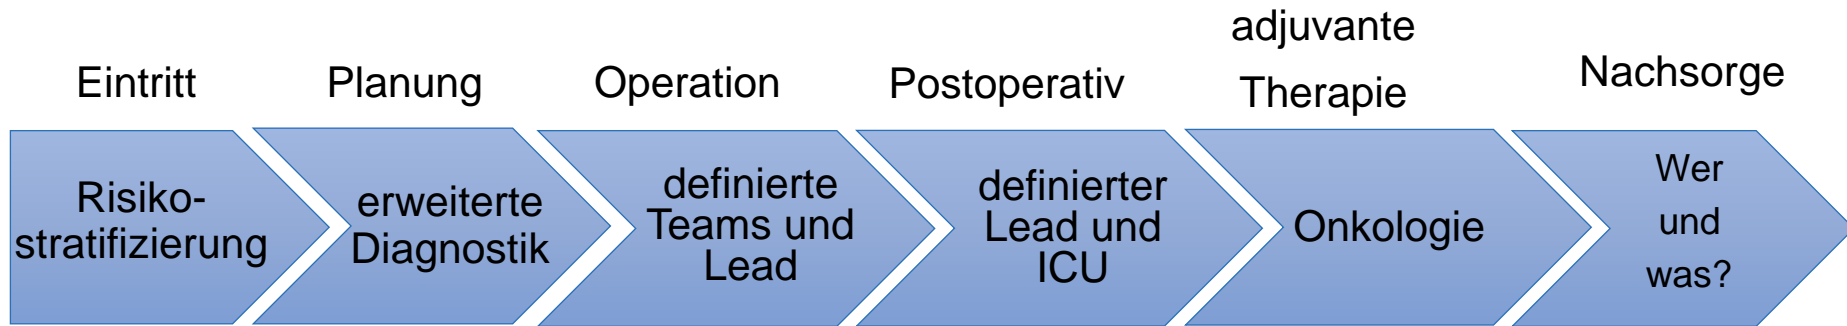 Eintritt
Planung
Operation
Postoperativ
adjuvante
Therapie
Nachsorge
Risiko-
stratifizierung
erweiterte
Diagnostik
definierte
Teams und
Lead
definierter
Lead und
ICU
Onkologie
Wer
und
was?